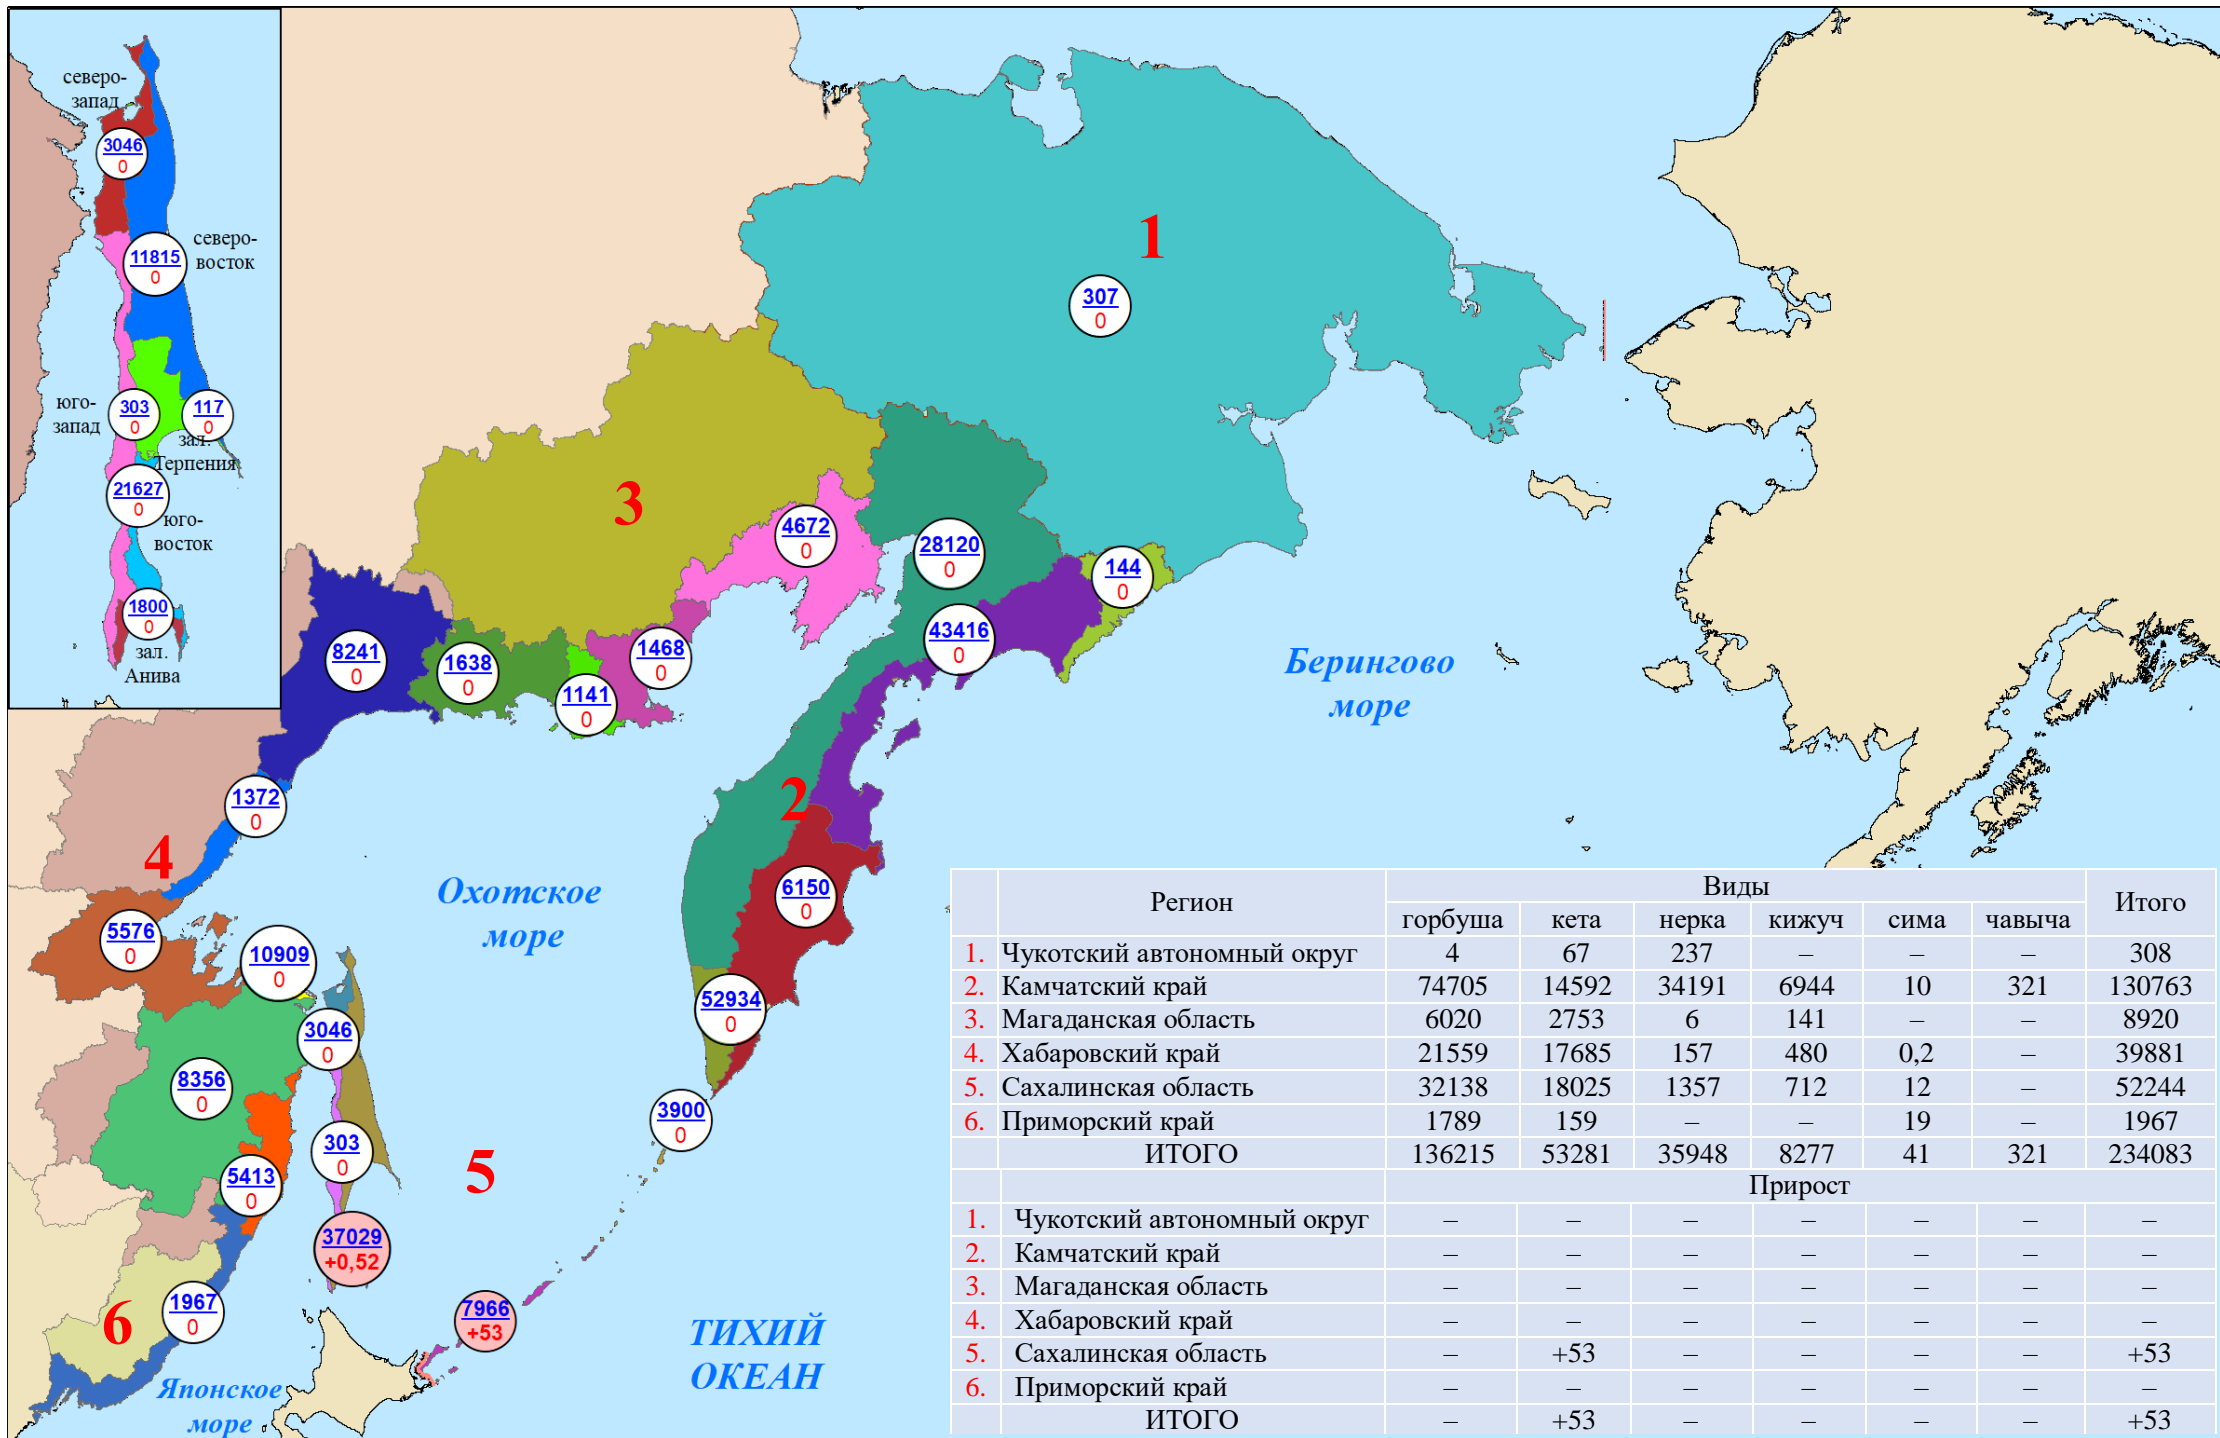 северо-
запад
3046
0
северо-
восток
11815
0
юго-
запад
303
0
117
0
зал.
Терпения
21627
0
юго-
восток
1800
0
зал.
Анива
1
307
0
3
4672
0
28120
0
144
0
43416
0
8241
0
1638
0
1468
0
1141
0
Берингово
море
1372
0
4
2
Охотское
море
6150
0
5576
0
10909
0
52934
0
3046
0
8356
0
3900
0
303
0
5
5413
0
37029
+0,52
6
1967
0
7966
+53
ТИХИЙ
ОКЕАН
Японское
море
Регион Виды Итого
горбуша кета нерка кижуч сима чавыча
1. Чукотский автономный округ 4 67 237 – – – 308
2. Камчатский край 74705 14592 34191 6944 10 321 130763
3. Магаданская область 6020 2753 6 141 – – 8920
4. Хабаровский край 21559 17685 157 480 0,2 – 39881
5. Сахалинская область 32138 18025 1357 712 12 – 52244
6. Приморский край 1789 159 – – 19 – 1967
ИТОГО 136215 53281 35948 8277 41 321 234083
Прирост
1. Чукотский автономный округ – – – – – – –
2. Камчатский край – – – – – – –
3. Магаданская область – – – – – – –
4. Хабаровский край – – – – – – –
5. Сахалинская область – +53 – – – – +53
6. Приморский край – – – – – – –
ИТОГО – +53 – – – – +53